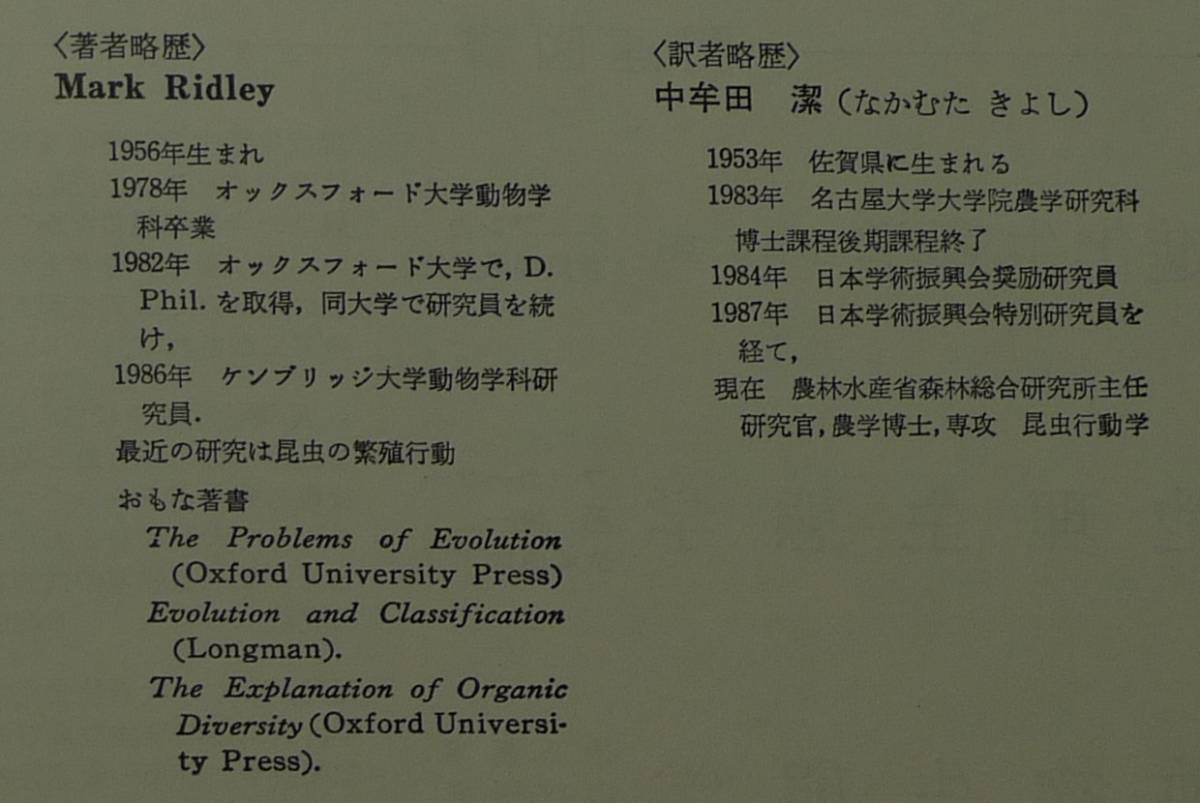 〈著者略歴〉
Mark Ridley
1956年生まれ
1978年　オックスフォード大学動物学
科卒業
1982年　オックスフォード大学で, D.
Phil. を取得, 同大学で研究員を続
け,
1986年　ケンブリッジ大学動物学科研
究員.
最近の研究は昆虫の繁殖行動
おもな著書
The Problems of Evolution
(Oxford University Press)
Evolution and Classification
(Longman).
The Explanation of Organic
Diversity (Oxford Universi-
ty Press).
〈訳者略歴〉
中牟田　潔 (なかむた きよし)
1953年　佐賀県に生まれる
1983年　名古屋大学大学院農学研究科
博士課程後期課程終了
1984年　日本学術振興会奨励研究員
1987年　日本学術振興会特別研究員を
経て,
現在　農林水産省森林総合研究所主任
研究官, 農学博士, 専攻　昆虫行動学